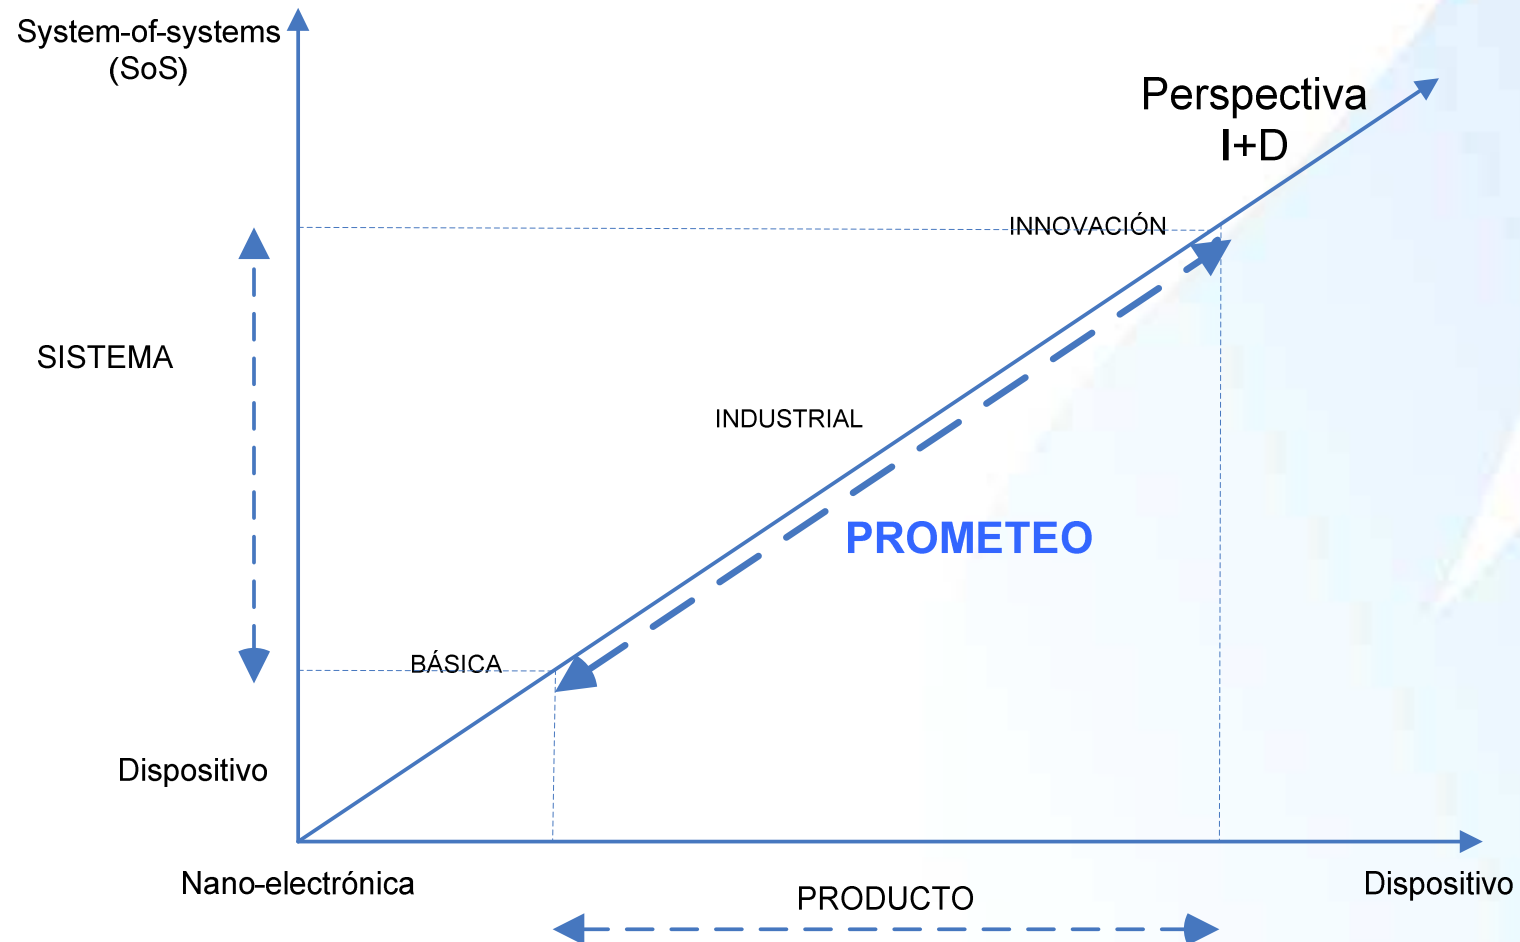 System-of-systems
(SoS)
Perspectiva
I+D
INNOVACIÓN
SISTEMA
INDUSTRIAL
PROMETEO
BÁSICA
Dispositivo
Nano-electrónica
PRODUCTO
Dispositivo